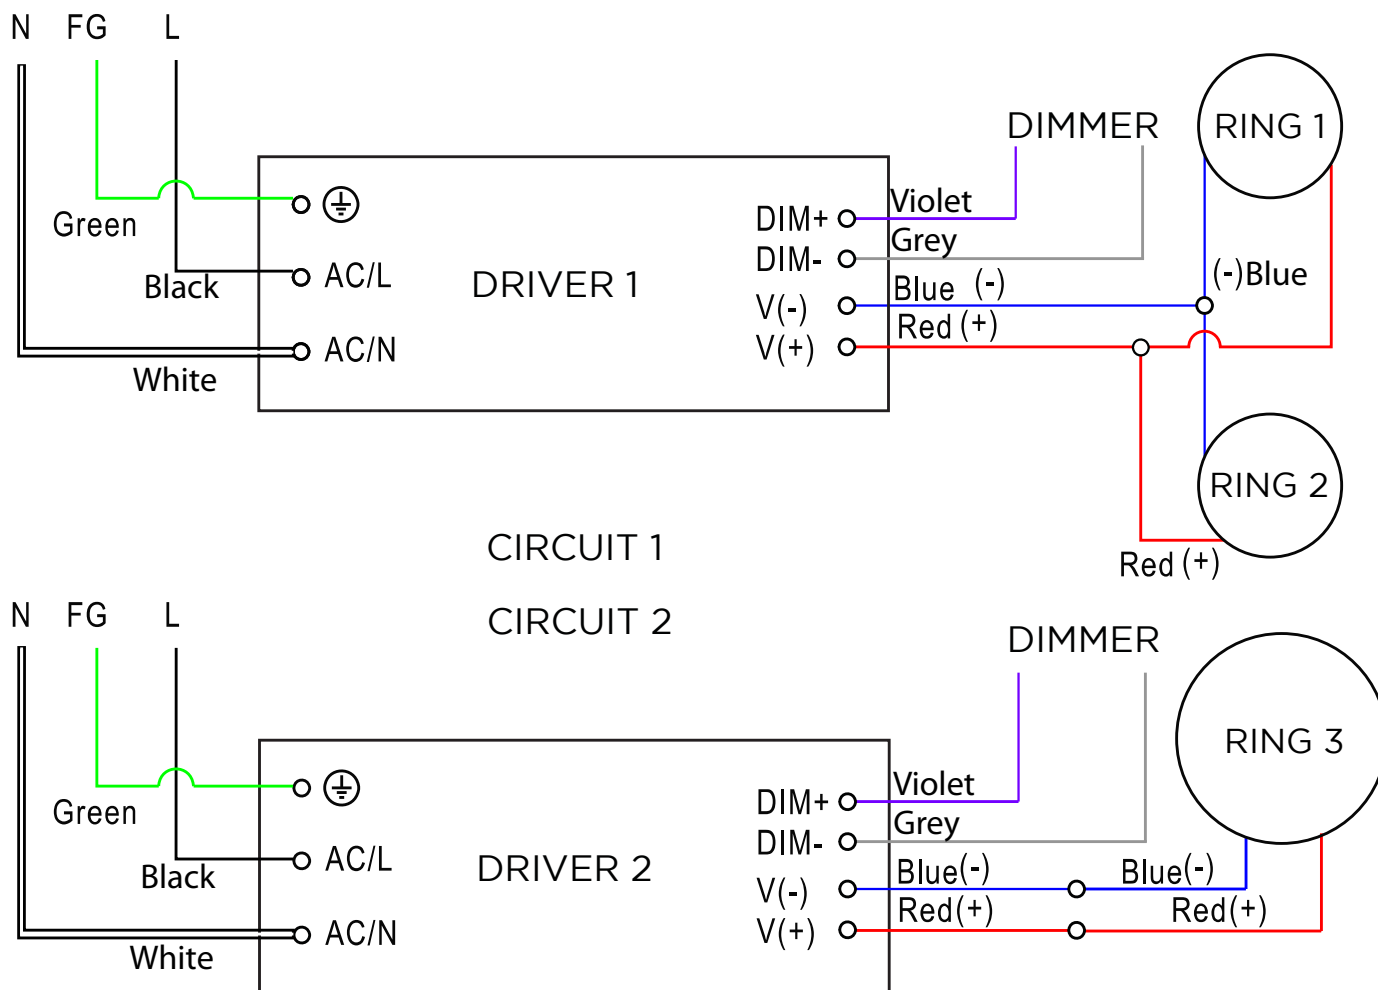 N FG L
DIMMER
RING 1
Violet
Green
DIM+
Grey
DIM-
(-)Blue
AC/L
DRIVER 1
Black
Blue (-)
V(-)
Red (+)
AC/N
V(+)
White
RING 2
CIRCUIT 1
Red (+)
N FG L
CIRCUIT 2
DIMMER
RING 3
Violet
Green
DIM+
Grey
DIM-
AC/L
DRIVER 2
Black
Blue(-)
Blue(-)
V(-)
Red(+)
Red(+)
AC/N
V(+)
White